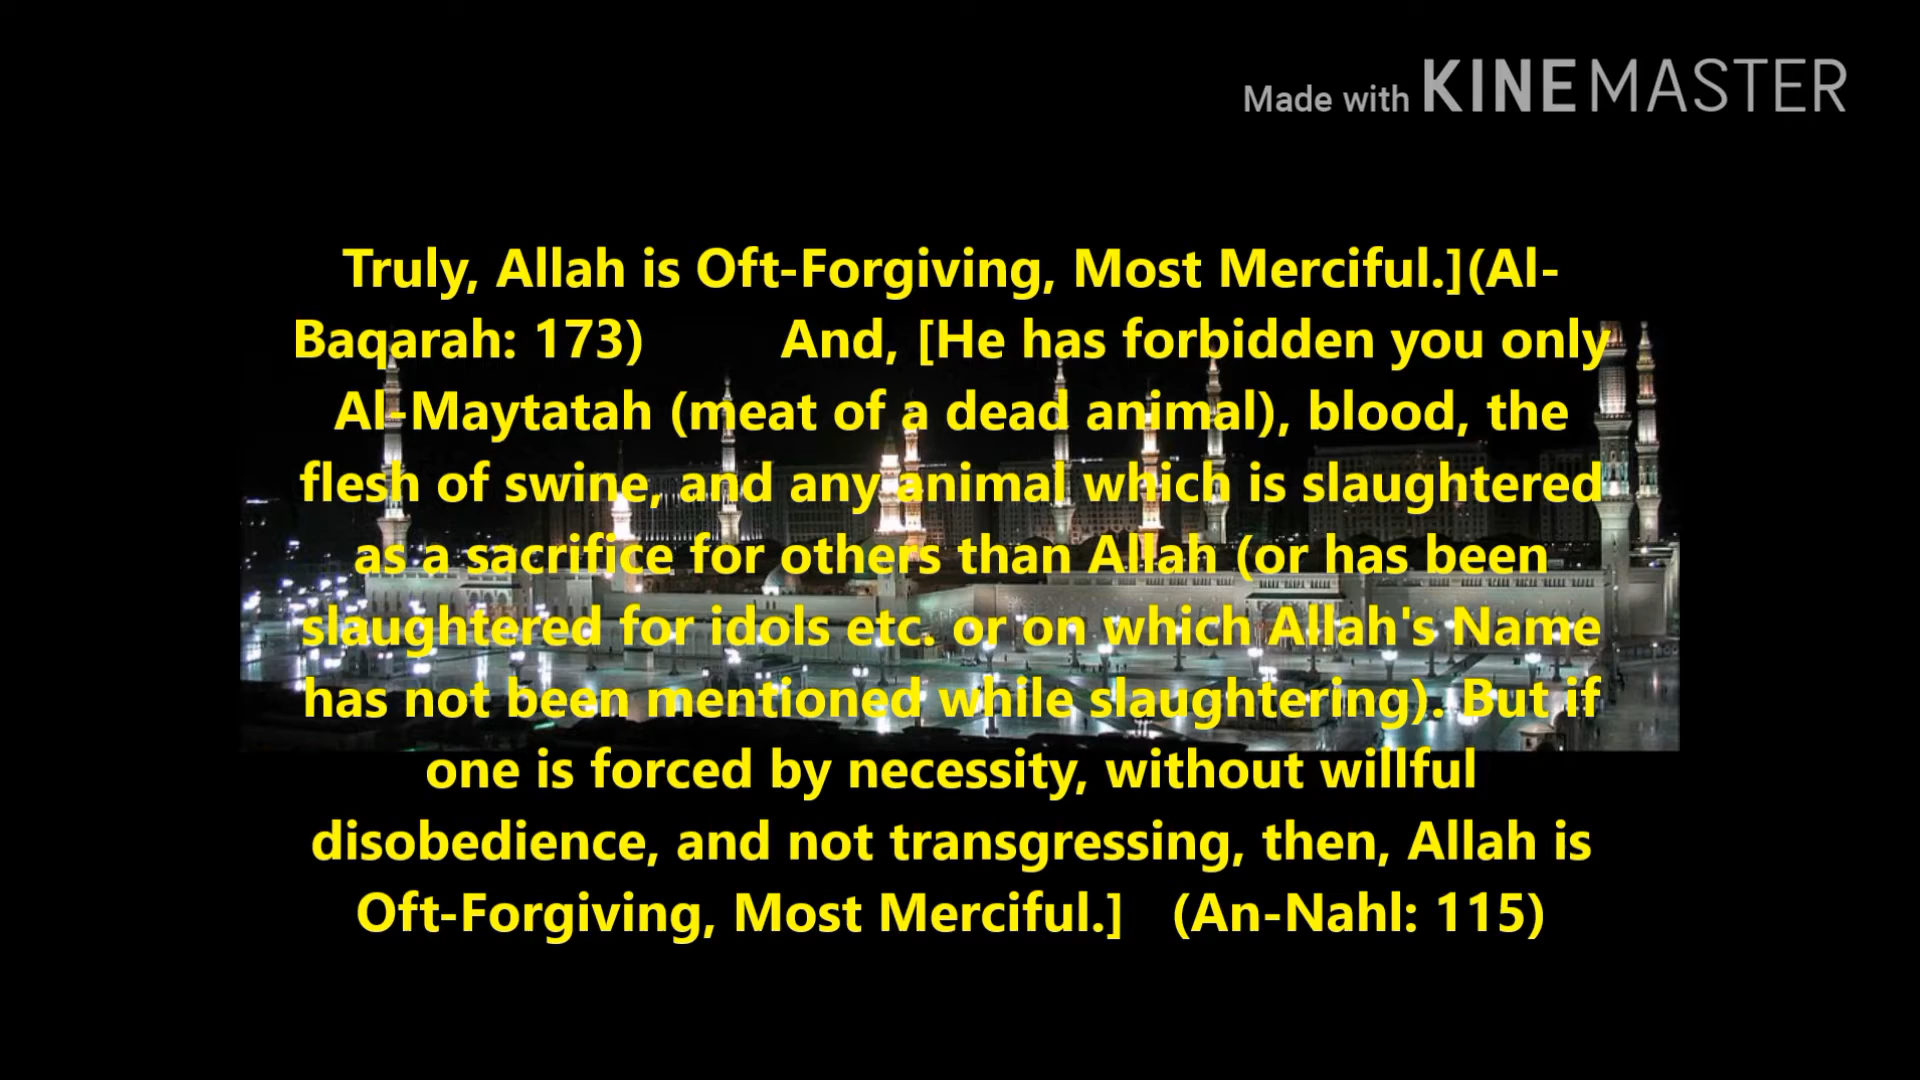 Made with KINEMASTER
Truly, Allah is Oft-Forgiving, Most Merciful.](Al-
Baqarah: 173) And, [He has forbidden you only
Al-Maytatah (meat of a dead animal), blood, the
flesh of swine, and any animal which is slaughtered
as a sacrifice for others than Allah (or has been
slaughtered for idols etc. or on which Allah's Name
has not been mentioned while slaughtering). But if
one is forced by necessity, without willful
disobedience, and not transgressing, then, Allah is
Oft-Forgiving, Most Merciful.] (An-Nahl: 115)